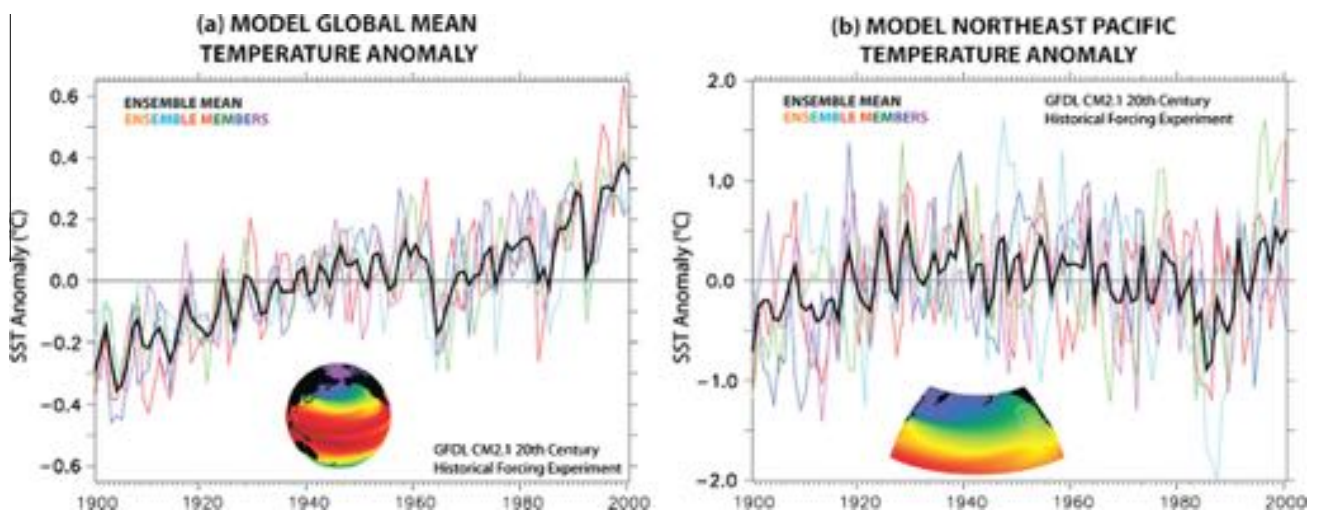 (a) MODEL GLOBAL MEAN
TEMPERATURE ANOMALY
ENSEMBLE MEAN
ENSEMBLE MEMBERS
SST Anomaly (°C)
0.6
0.4
0.2
0.0
−0.2
−0.4
−0.6
GFDL CM2.1 20th Century
Historical Forcing Experiment
1900 1920 1940 1960 1980 2000
(b) MODEL NORTHEAST PACIFIC
TEMPERATURE ANOMALY
ENSEMBLE MEAN
ENSEMBLE MEMBERS
GFDL CM2.1 20th Century
Historical Forcing Experiment
SST Anomaly (°C)
2.0
1.0
0.0
−1.0
−2.0
1900 1920 1940 1960 1980 2000